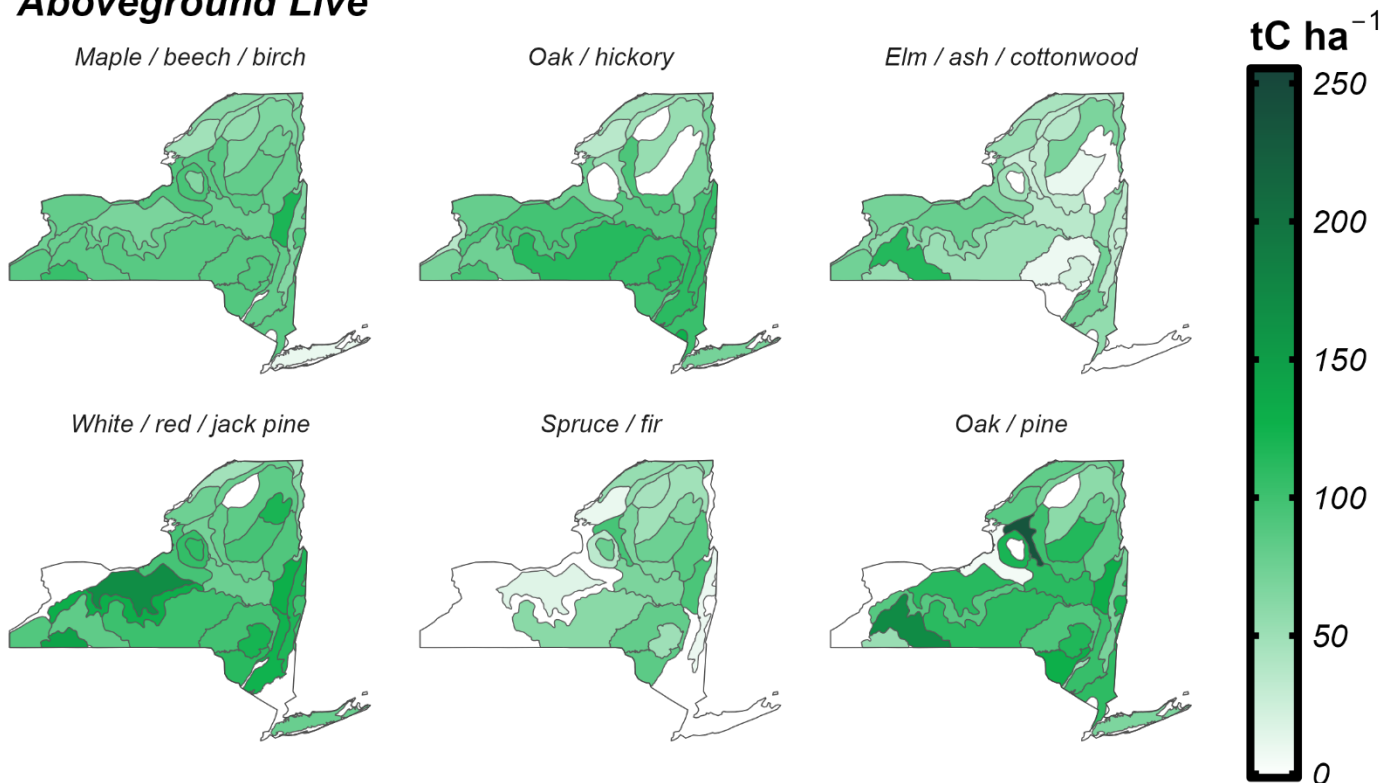 Aboveground Live
tC ha⁻¹
Maple / beech / birch
Oak / hickory
Elm / ash / cottonwood
250
200
150
White / red / jack pine
Spruce / fir
Oak / pine
100
50
0